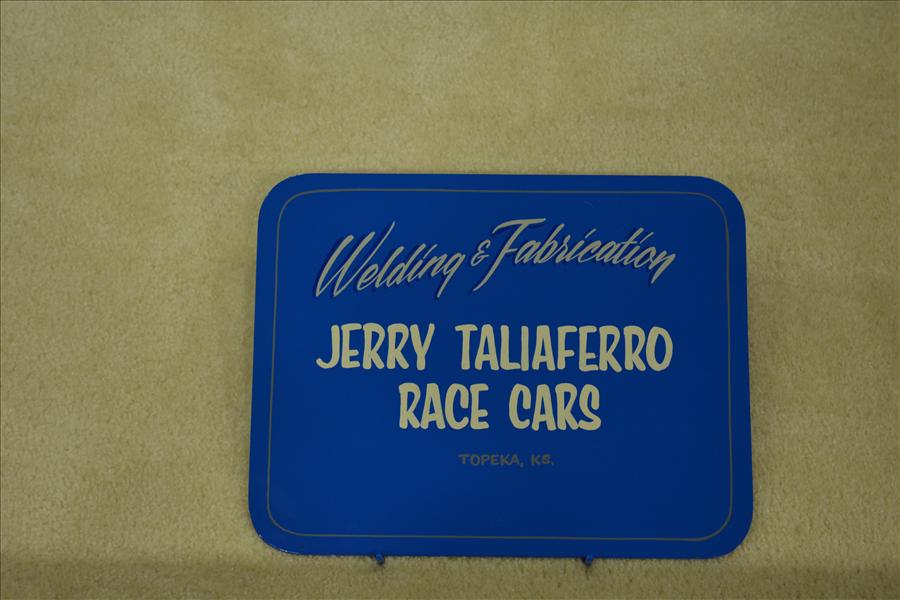 Welding & Fabrication
JERRY TALIAFERRO
RACE CARS
TOPEKA, KS.